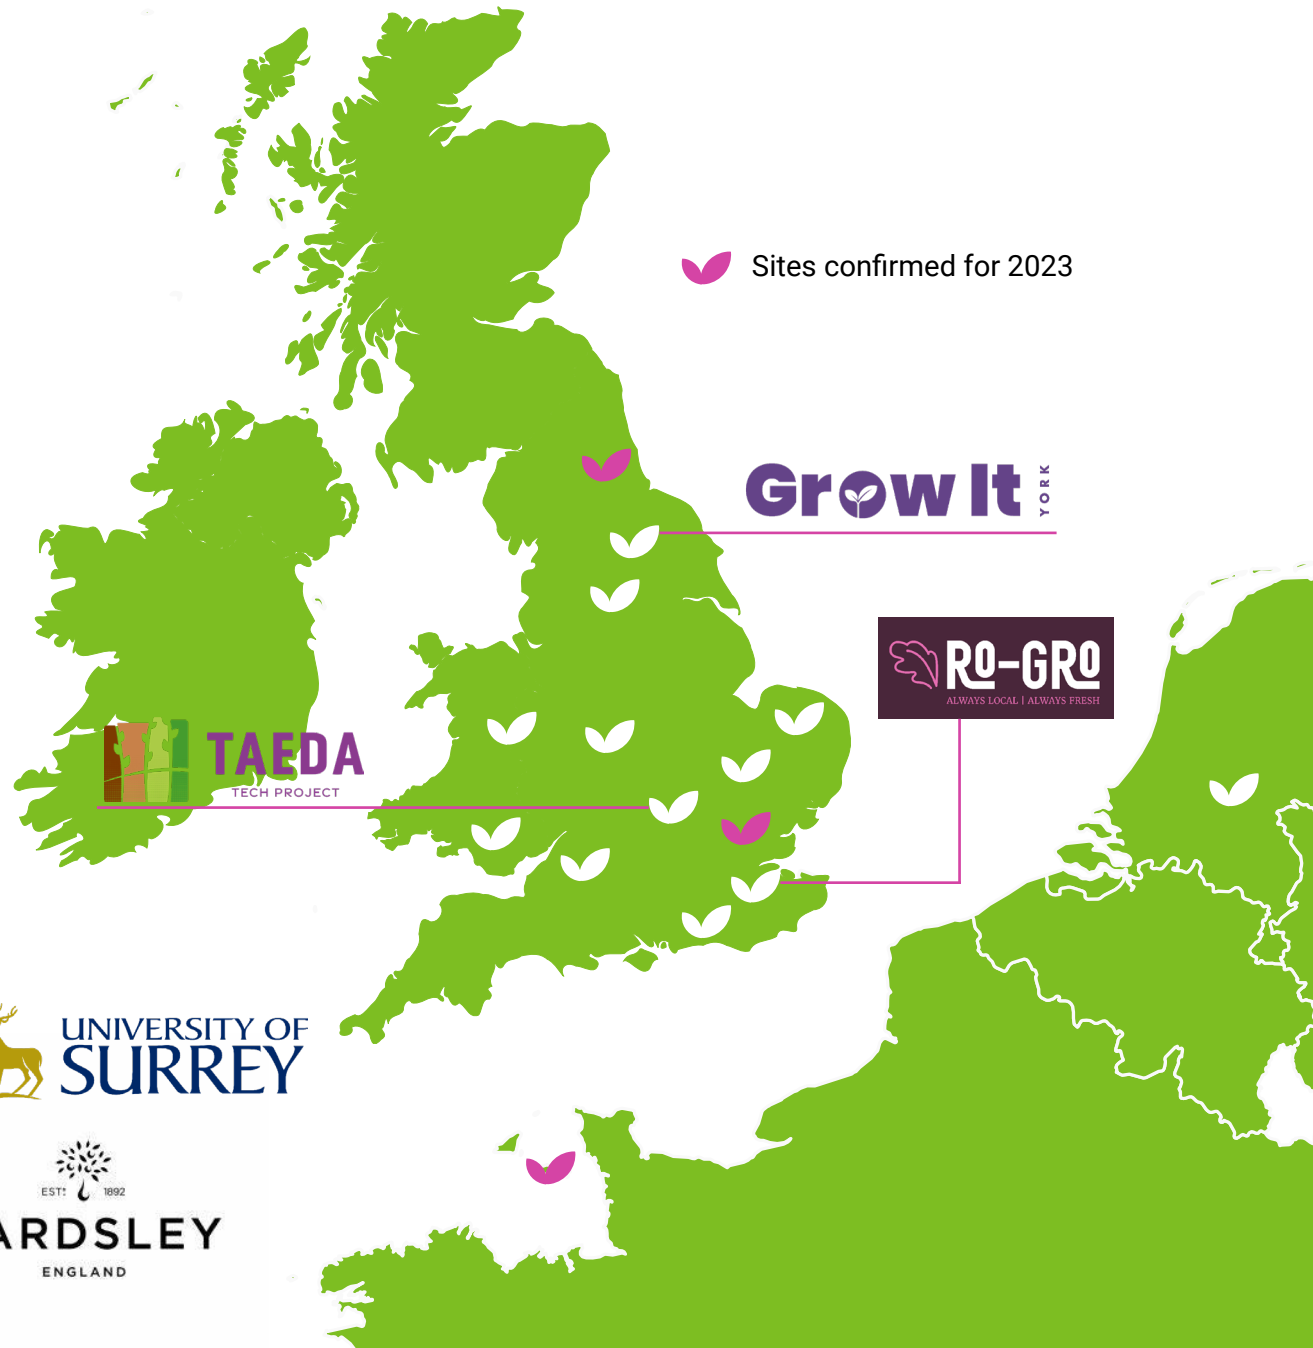 Sites confirmed for 2023
Grow It
YORK
RO-GRO
ALWAYS LOCAL | ALWAYS FRESH
TAEDA
TECH PROJECT
UNIVERSITY OF
SURREY
EST: 1892
ARDSLEY
ENGLAND